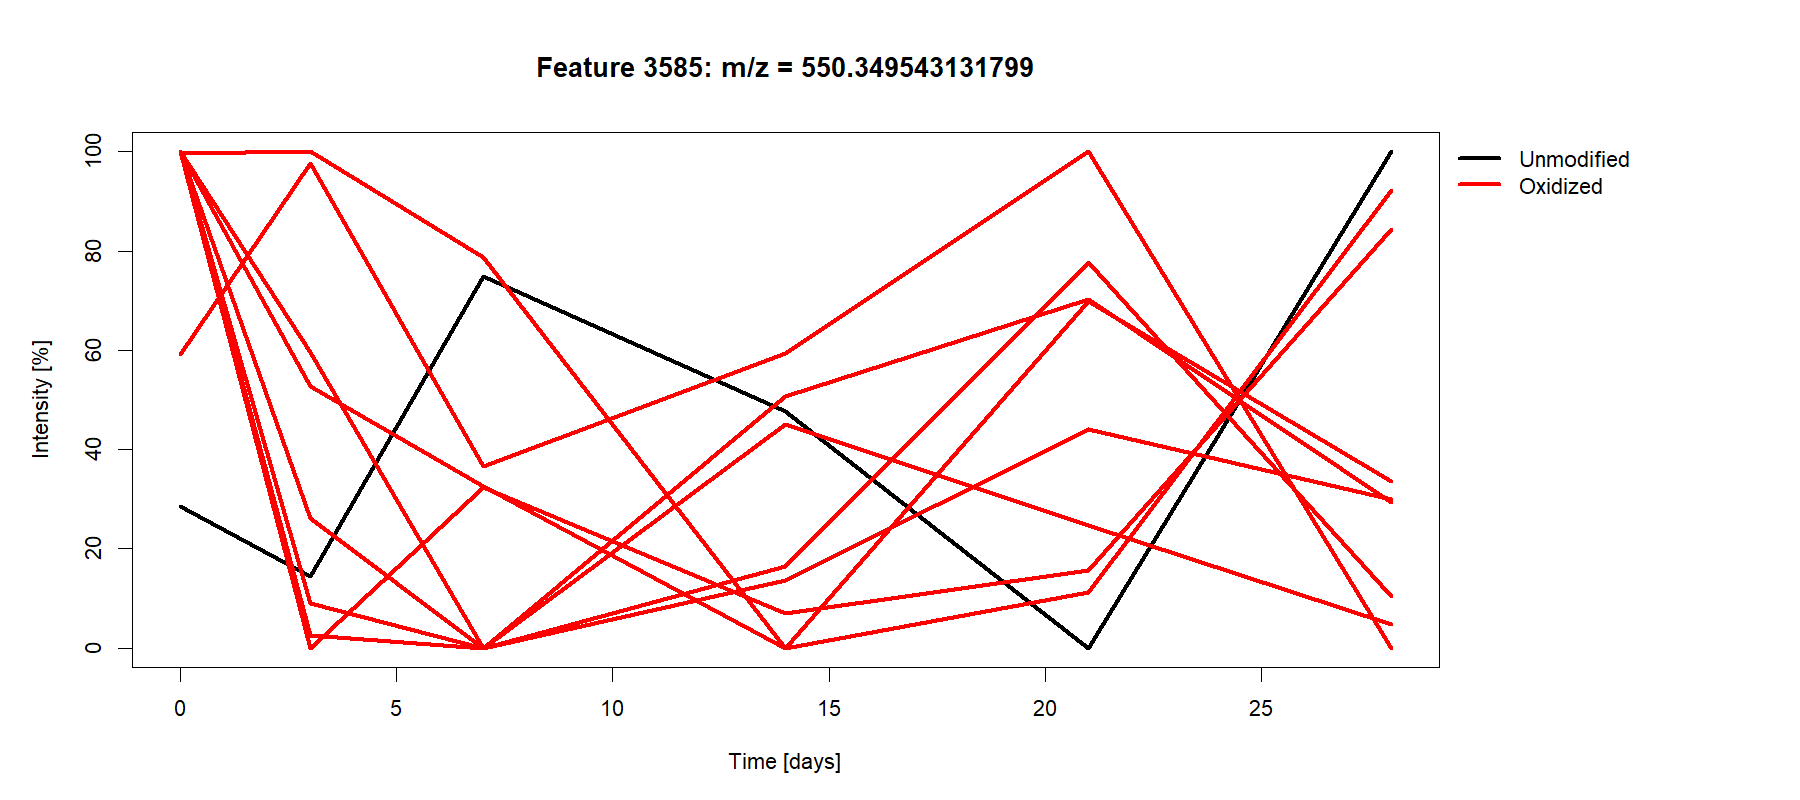 Feature 3585: m/z = 550.349543131799
Unmodified
Oxidized
Intensity [%]
100
80
60
40
20
0
0 5 10 15 20 25
Time [days]